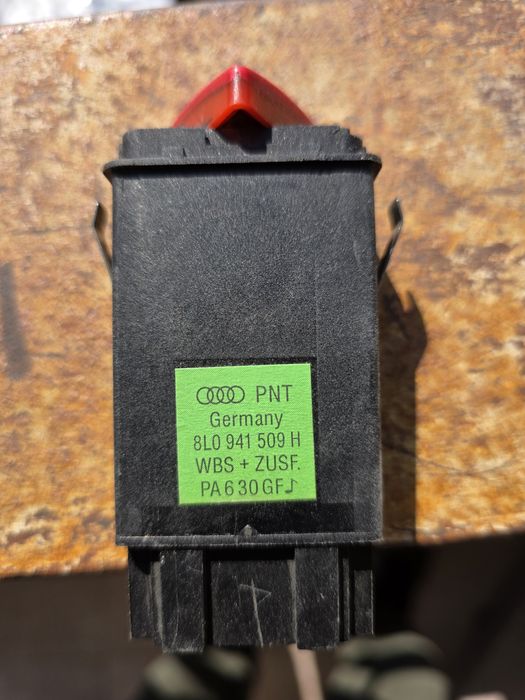 PNT
Germany
8L0 941 509 H
WBS + ZUSF.
PA 6 30 GF♪